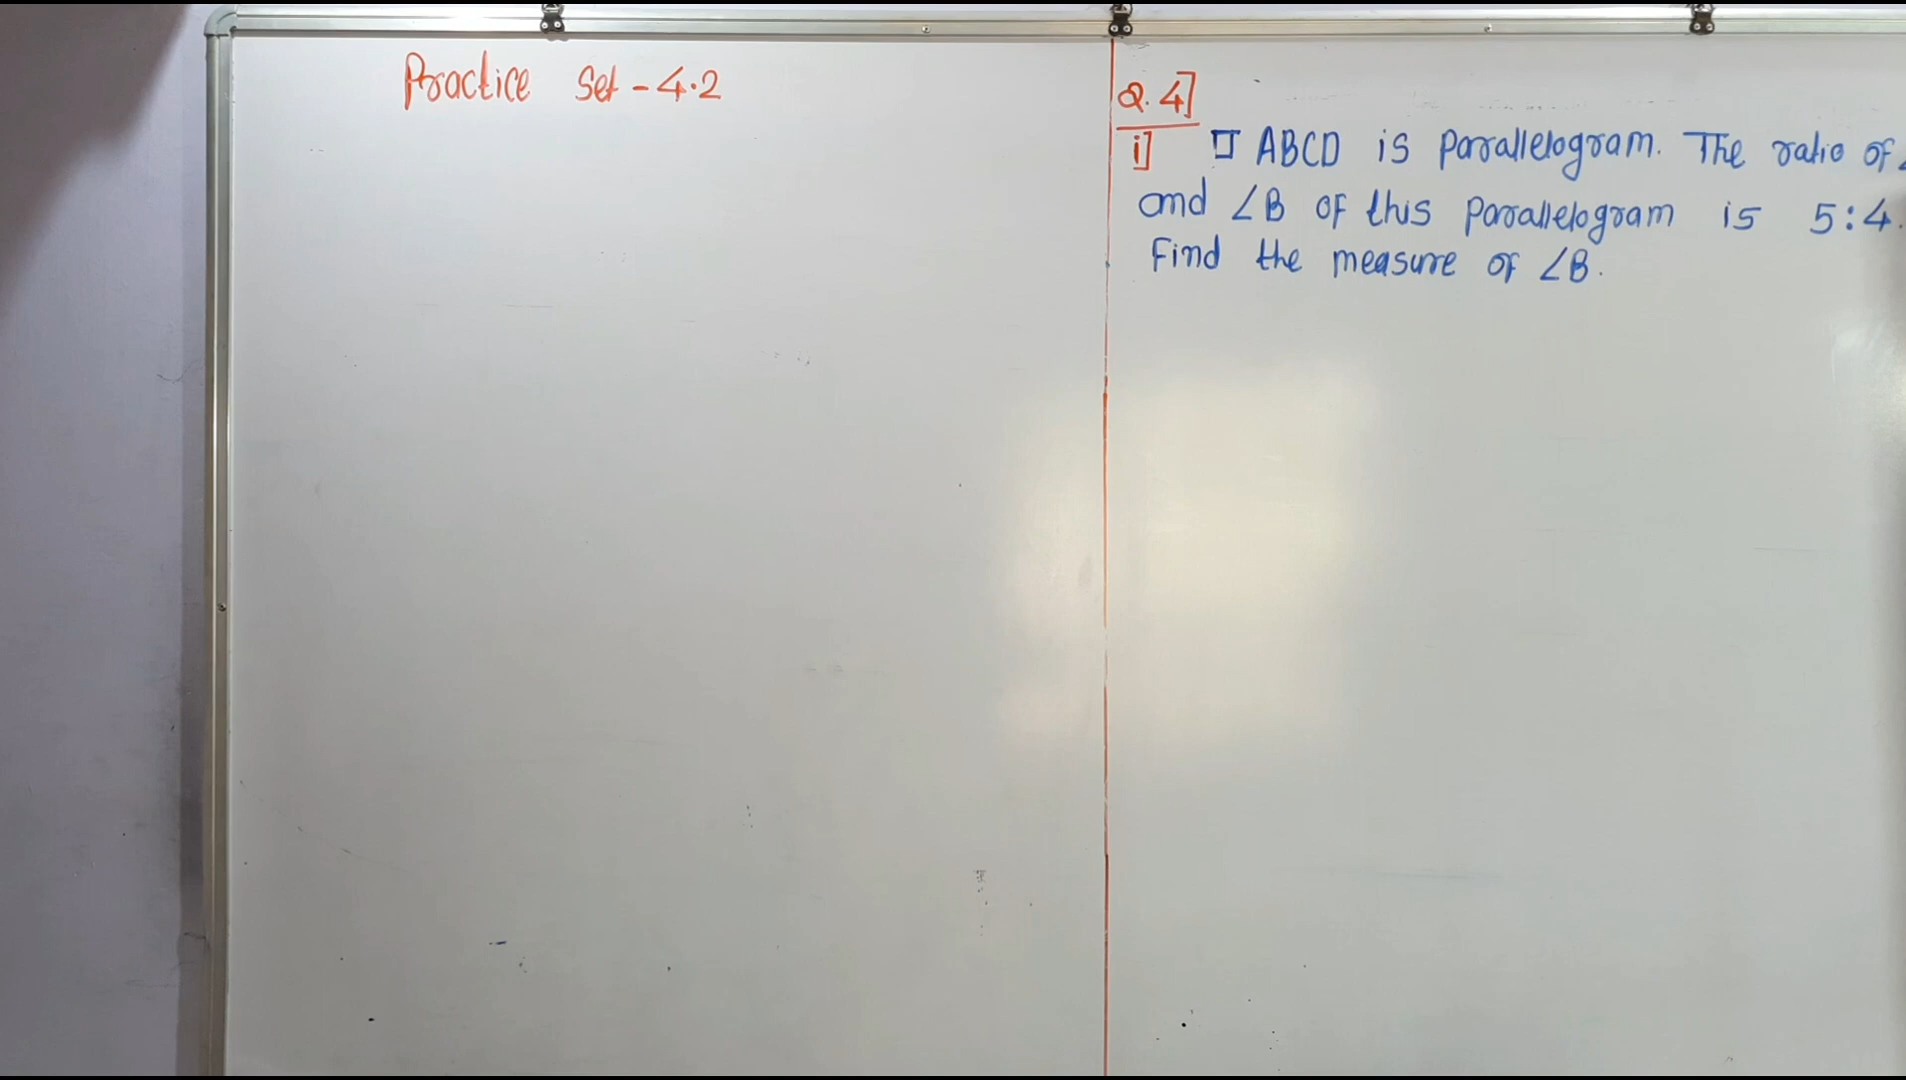 Practice Set - 4.2
Q. 4]
i] □ ABCD is parallelogram. The ratio of ∠
and ∠B of this parallelogram is 5:4.
Find the measure of ∠B.